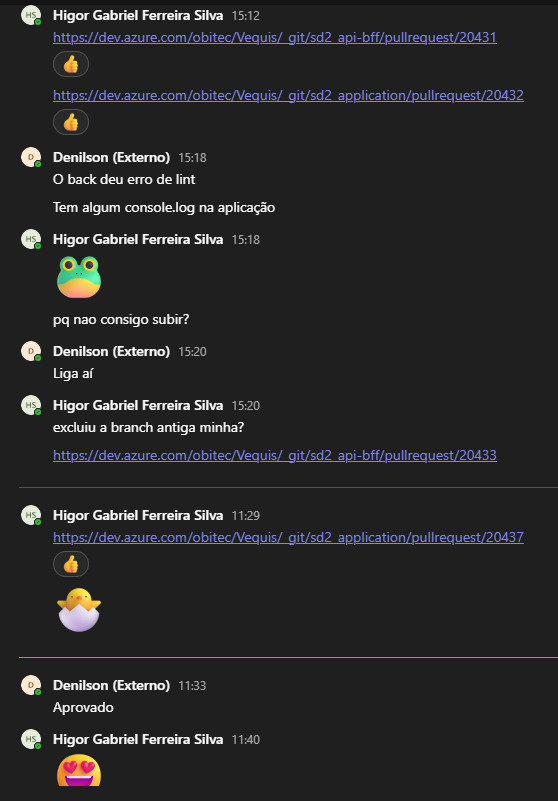 HS Higor Gabriel Ferreira Silva 15:12
https://dev.azure.com/obitec/Vequis/_git/sd2_api-bff/pullrequest/20431
https://dev.azure.com/obitec/Vequis/_git/sd2_application/pullrequest/20432
D Denilson (Externo) 15:18
O back deu erro de lint
Tem algum console.log na aplicação
HS Higor Gabriel Ferreira Silva 15:18
pq nao consigo subir?
D Denilson (Externo) 15:20
Liga aí
HS Higor Gabriel Ferreira Silva 15:20
excluiu a branch antiga minha?
https://dev.azure.com/obitec/Vequis/_git/sd2_api-bff/pullrequest/20433
HS Higor Gabriel Ferreira Silva 11:29
https://dev.azure.com/obitec/Vequis/_git/sd2_application/pullrequest/20437
D Denilson (Externo) 11:33
Aprovado
HS Higor Gabriel Ferreira Silva 11:40